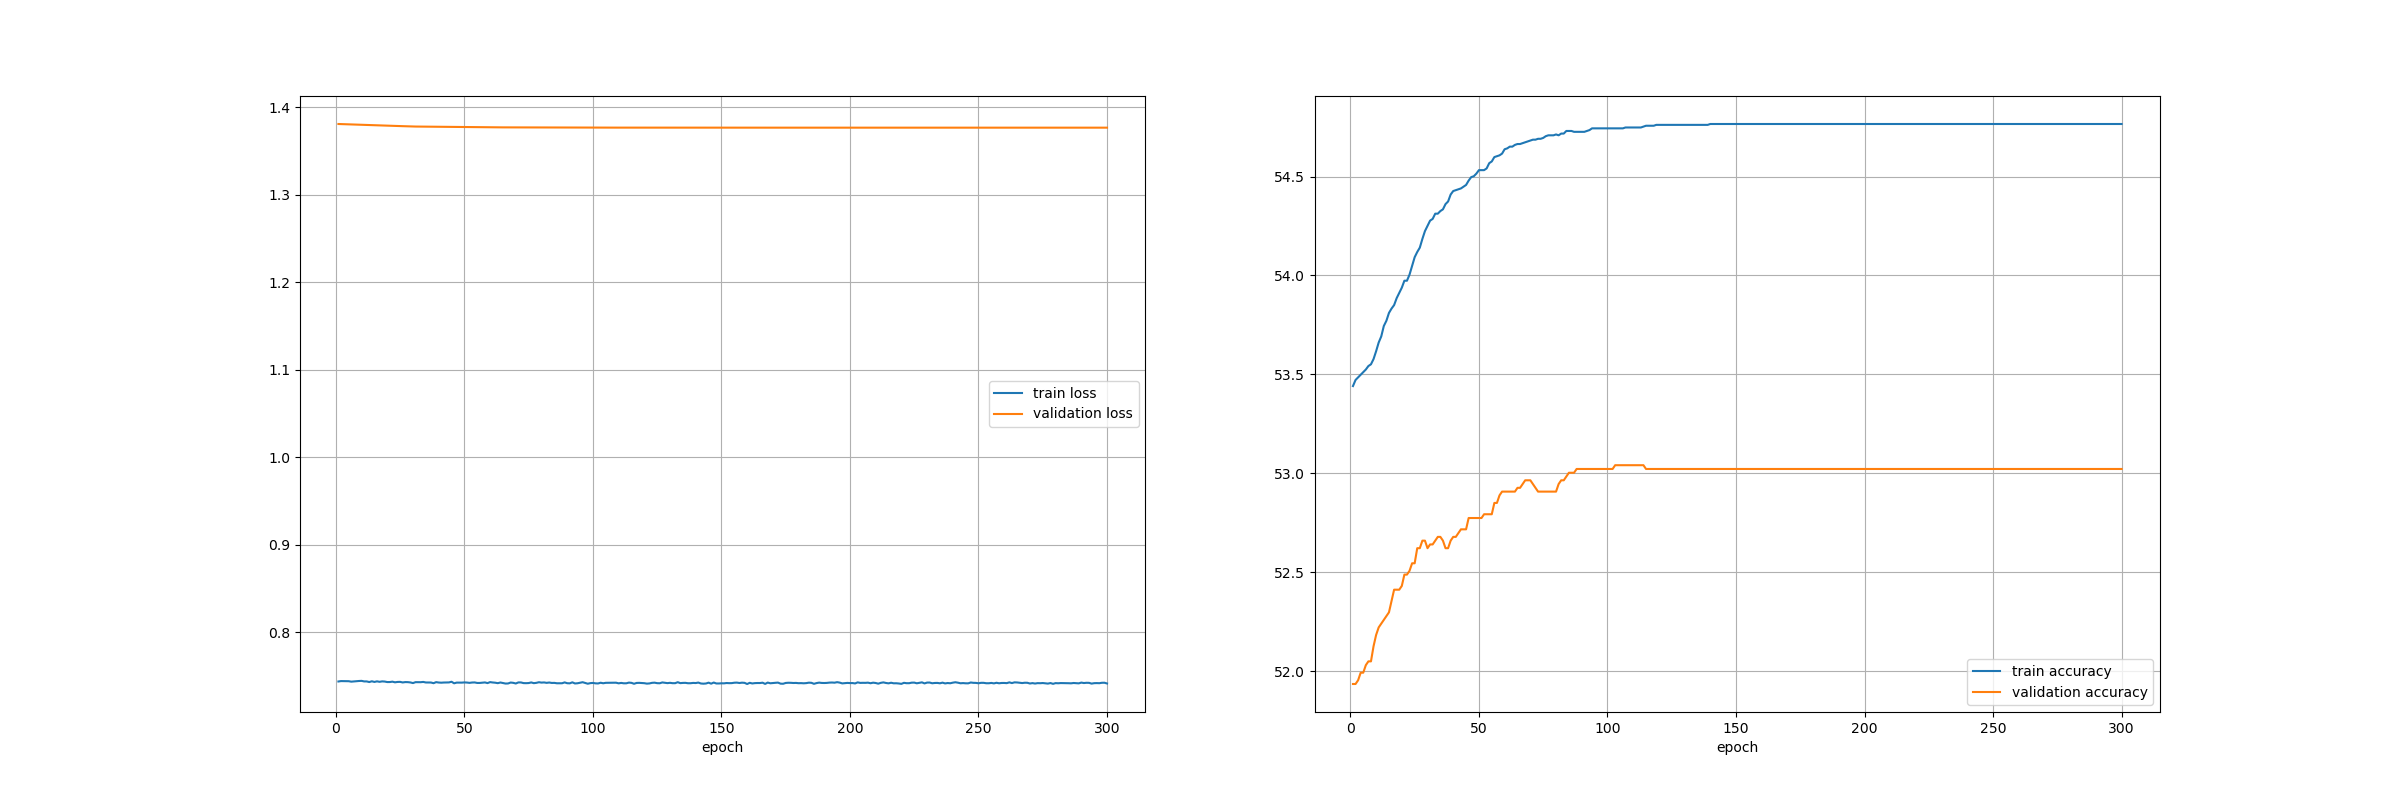 1.4
1.3
1.2
1.1
1.0
0.9
0.8
0 50 100 150 200 250 300
epoch
train loss
validation loss
54.5
54.0
53.5
53.0
52.5
52.0
0 50 100 150 200 250 300
epoch
train accuracy
validation accuracy